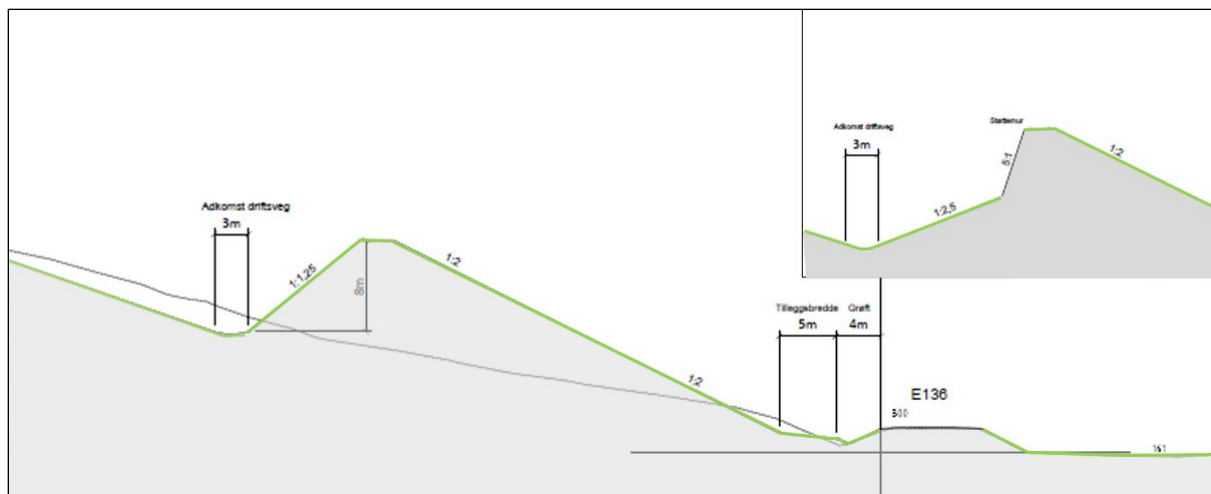 Adkomst driftsveg
3m
1:1,25
8m
1:2
1:2
Tilleggsbredde
5m
Grøft
4m
E136
161
Adkomst driftsveg
3m
1:2,5
Støttemur
5:1
1:2